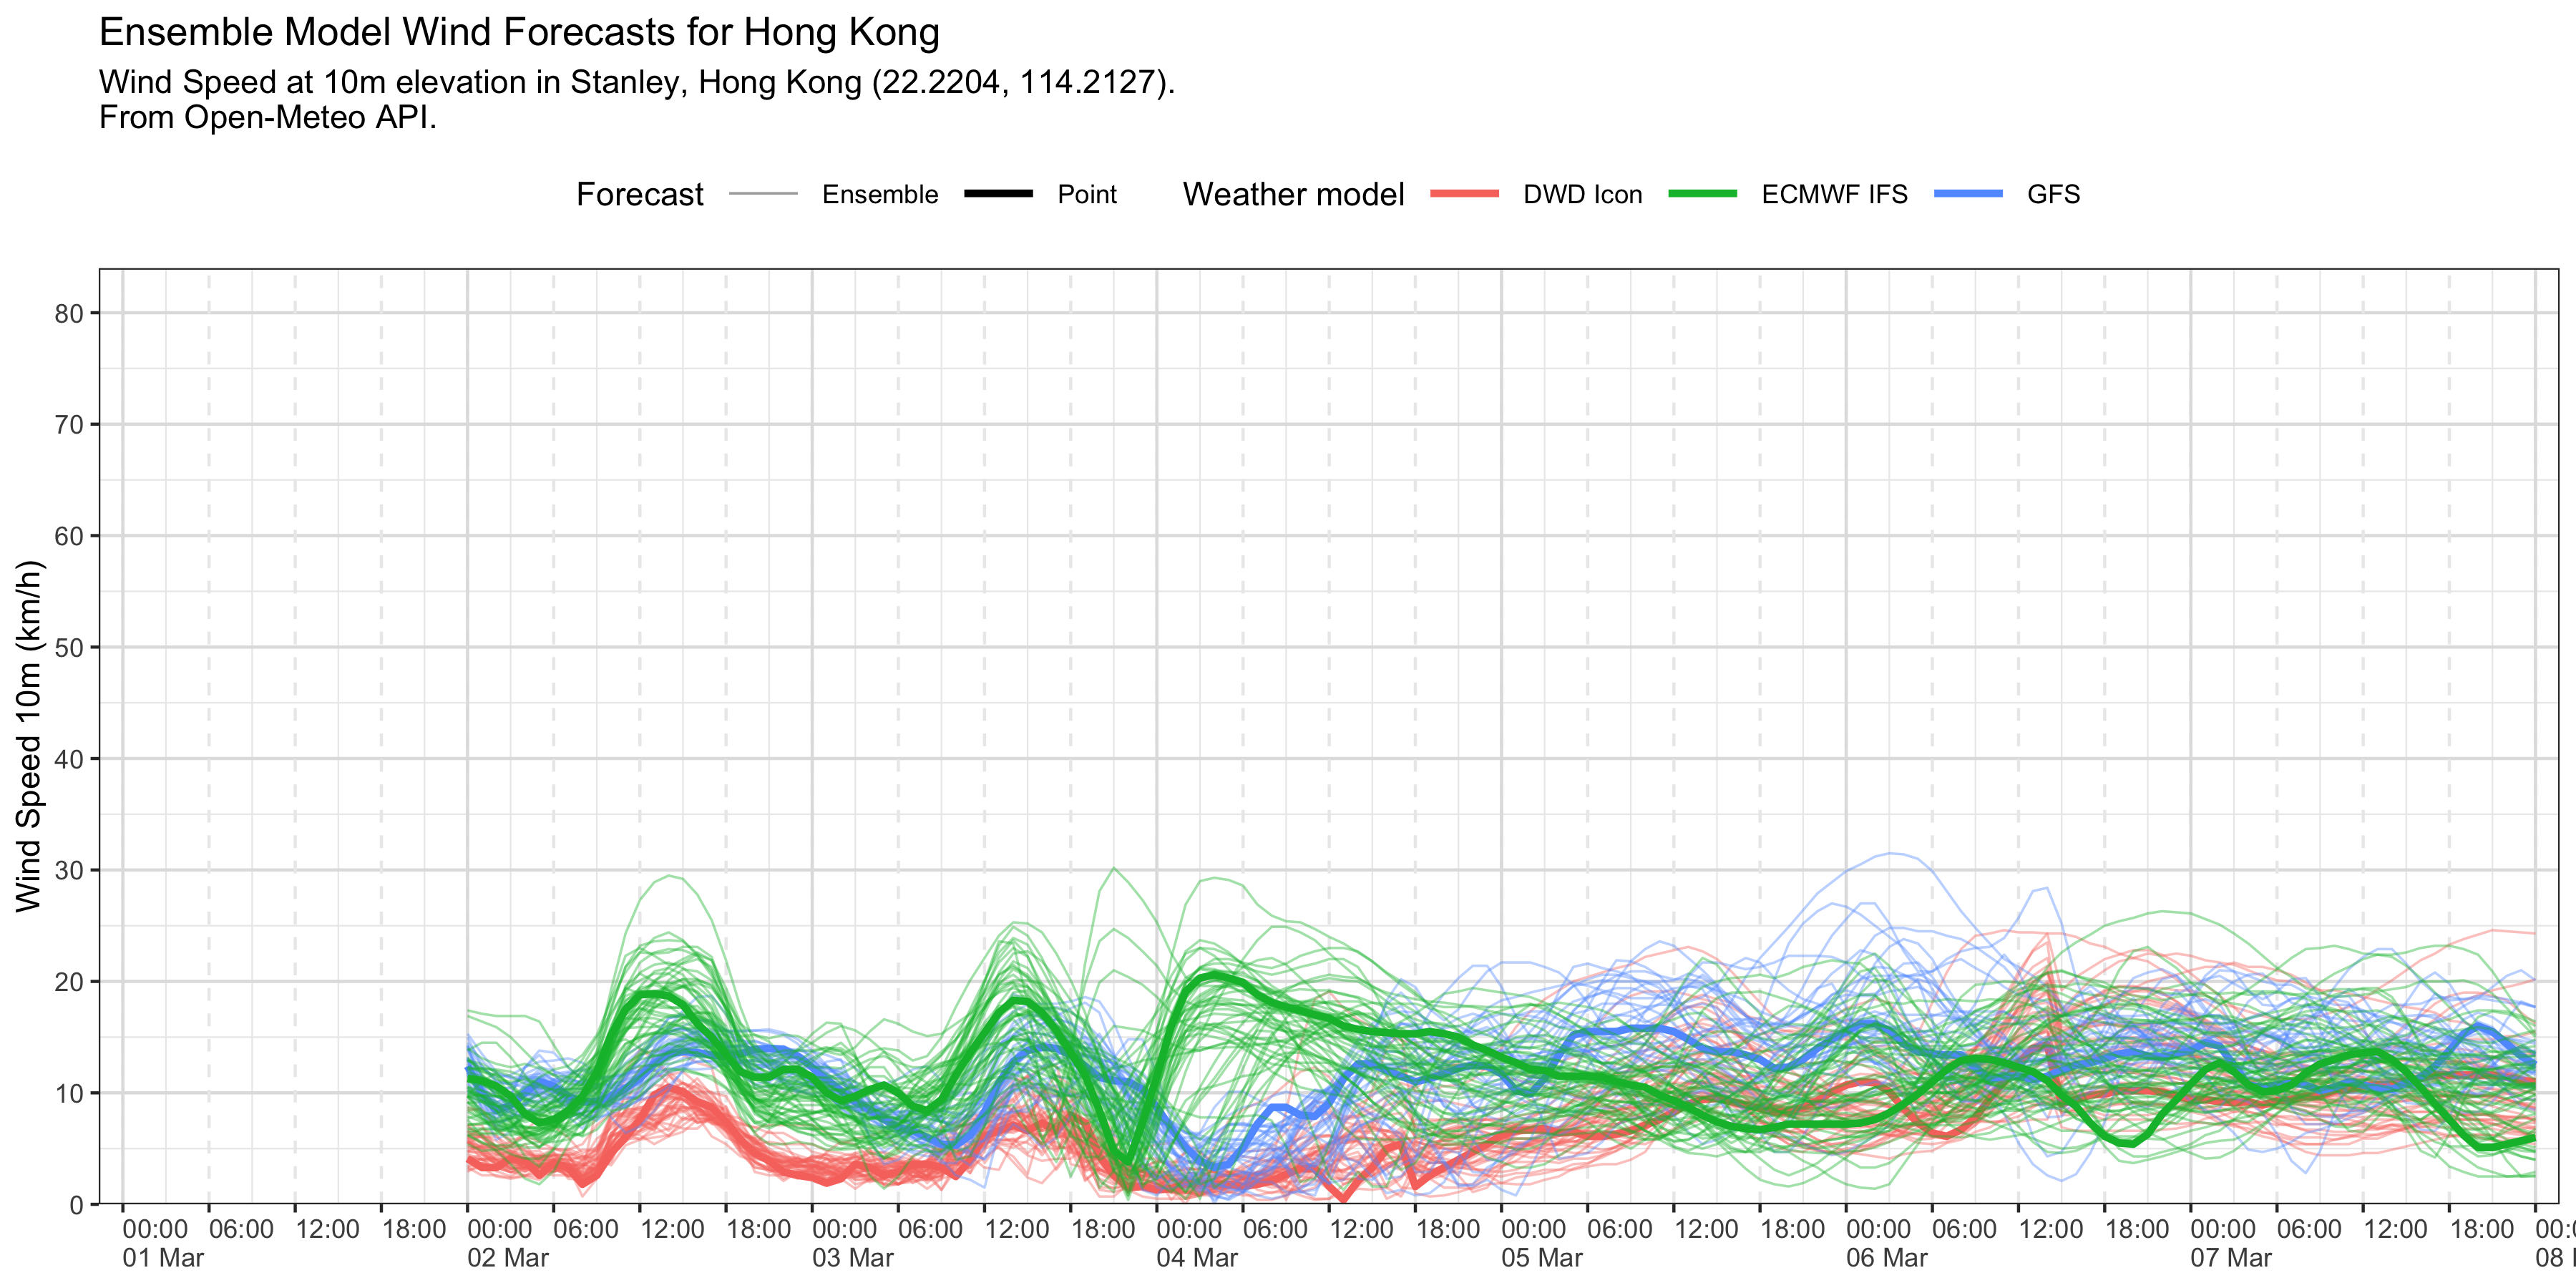 Ensemble Model Wind Forecasts for Hong Kong
Wind Speed at 10m elevation in Stanley, Hong Kong (22.2204, 114.2127).
From Open-Meteo API.
Forecast Ensemble Point Weather model DWD Icon ECMWF IFS GFS
80
70
60
50
40
30
20
10
0
Wind Speed 10m (km/h)
00:00 06:00 12:00 18:00 00:00 06:00 12:00 18:00 00:00 06:00 12:00 18:00 00:00 06:00 12:00 18:00 00:00 06:00 12:00 18:00 00:00 06:00 12:00 18:00 00:00 06:00 12:00 18:00
01 Mar 02 Mar 03 Mar 04 Mar 05 Mar 06 Mar 07 Mar 08